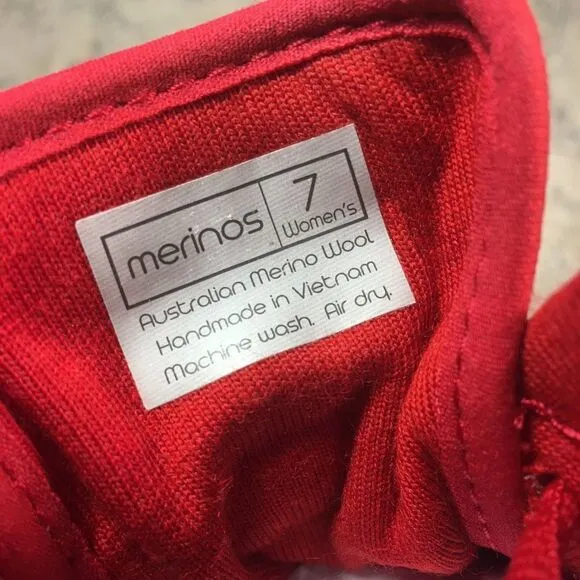 merinos
7
Women's
Australian Merino Wool
Handmade in Vietnam
Machine wash. Air dry.